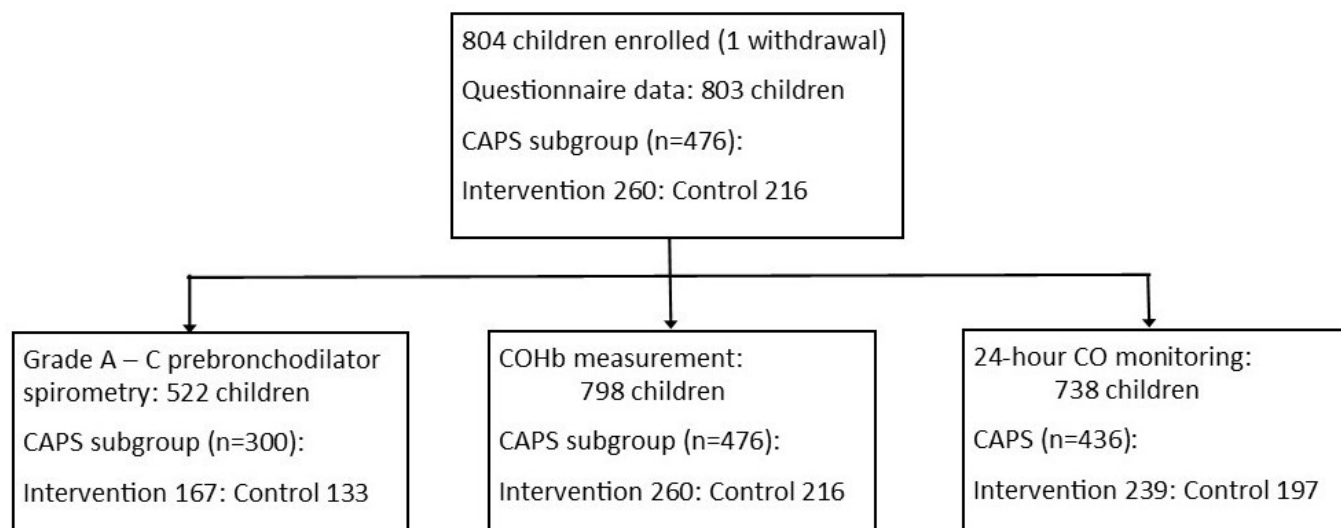 804 children enrolled (1 withdrawal)
Questionnaire data: 803 children
CAPS subgroup (n=476):
Intervention 260: Control 216
Grade A – C prebronchodilator
spirometry: 522 children
CAPS subgroup (n=300):
Intervention 167: Control 133
COHb measurement:
798 children
CAPS subgroup (n=476):
Intervention 260: Control 216
24-hour CO monitoring:
738 children
CAPS (n=436):
Intervention 239: Control 197